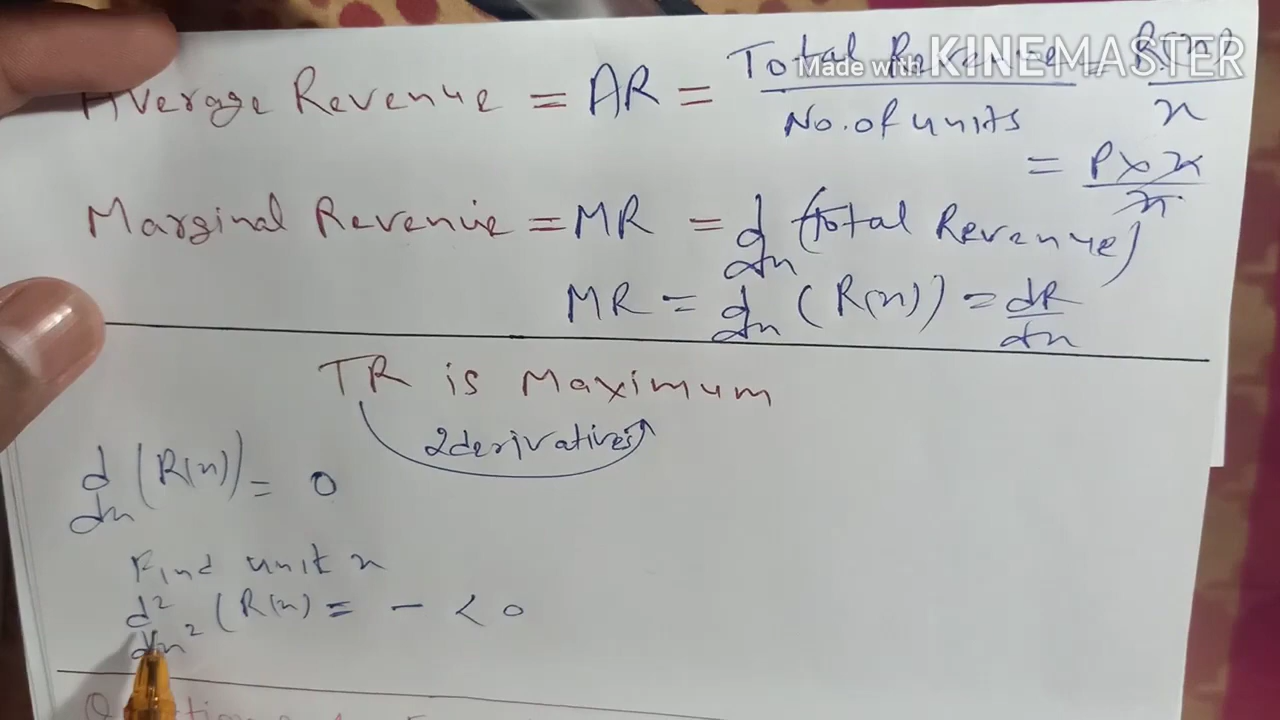 Average Revenue = AR = Total Revenue / No. of units = R(x) / x
= P × x / x
Marginal Revenue = MR = d/dx (Total Revenue)
MR = d/dx (R(x)) = dR/dx
TR is Maximum
2 derivatives
d/dx (R(x)) = 0
Find unit x
d²/dx² (R(x) = - < 0
Made with KINEMASTER